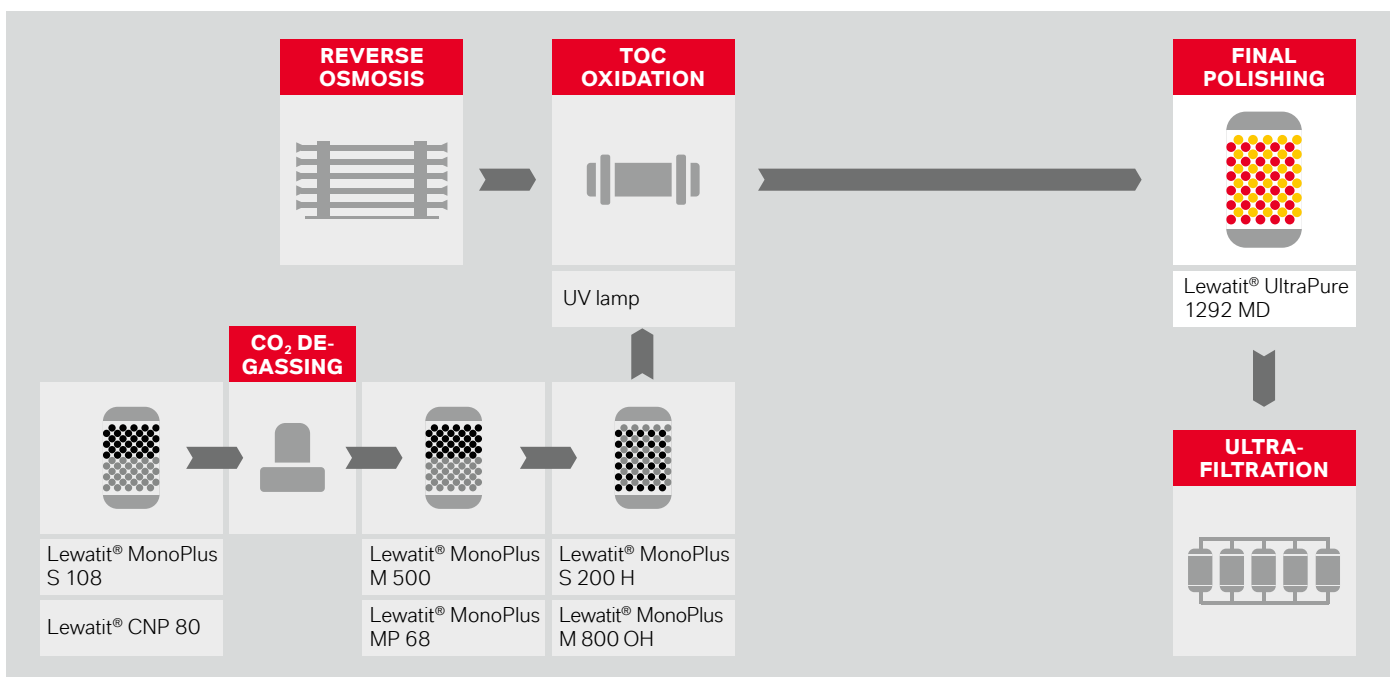 REVERSE
OSMOSIS
TOC
OXIDATION
FINAL
POLISHING
UV lamp
Lewatit® UltraPure
1292 MD
CO₂ DE-
GASSING
ULTRA-
FILTRATION
Lewatit® MonoPlus
S 108
Lewatit® CNP 80
Lewatit® MonoPlus
M 500
Lewatit® MonoPlus
MP 68
Lewatit® MonoPlus
S 200 H
Lewatit® MonoPlus
M 800 OH